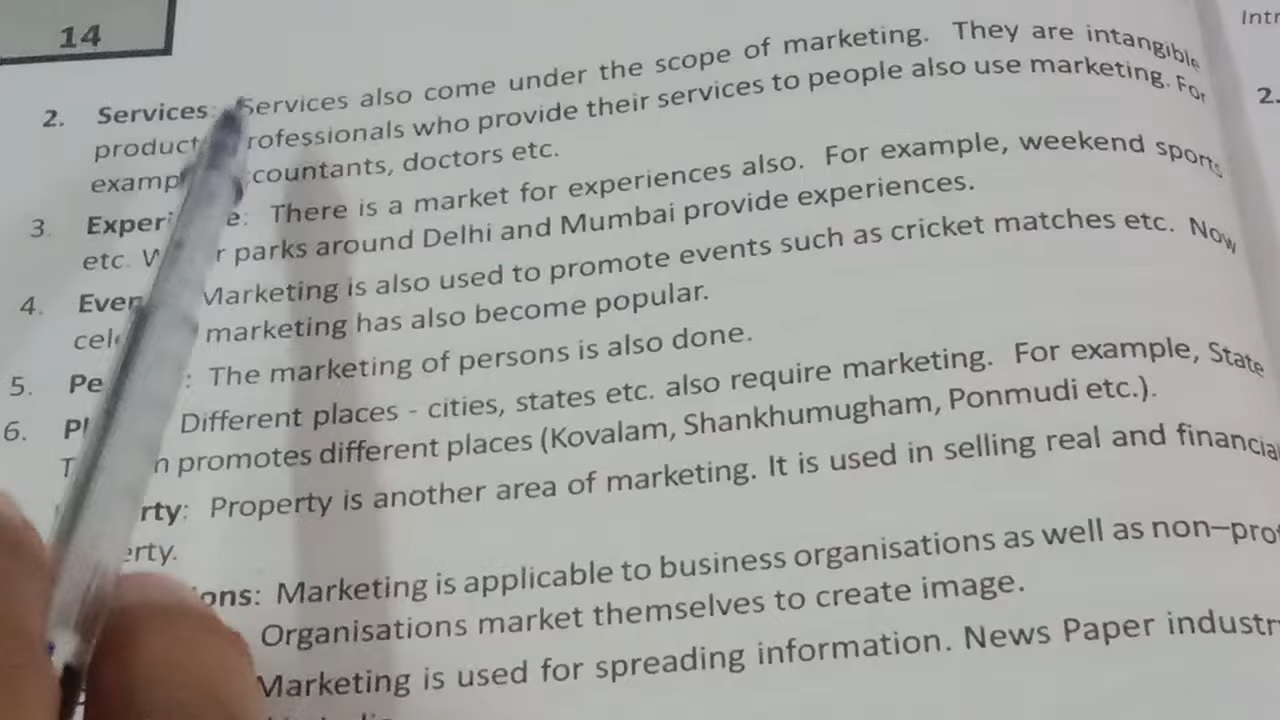 14
Intr
2. Services: Services also come under the scope of marketing. They are intangible
product rofessionals who provide their services to people also use marketing. For
examp countants, doctors etc.
2.
3. Experi e: There is a market for experiences also. For example, weekend sports
etc. W r parks around Delhi and Mumbai provide experiences.
4. Even Marketing is also used to promote events such as cricket matches etc. Now
cele marketing has also become popular.
5. Pe : The marketing of persons is also done.
6. Pl Different places - cities, states etc. also require marketing. For example, State
T n promotes different places (Kovalam, Shankhumugham, Ponmudi etc.).
rty: Property is another area of marketing. It is used in selling real and financia
erty.
ons: Marketing is applicable to business organisations as well as non-prof
Organisations market themselves to create image.
Marketing is used for spreading information. News Paper industr